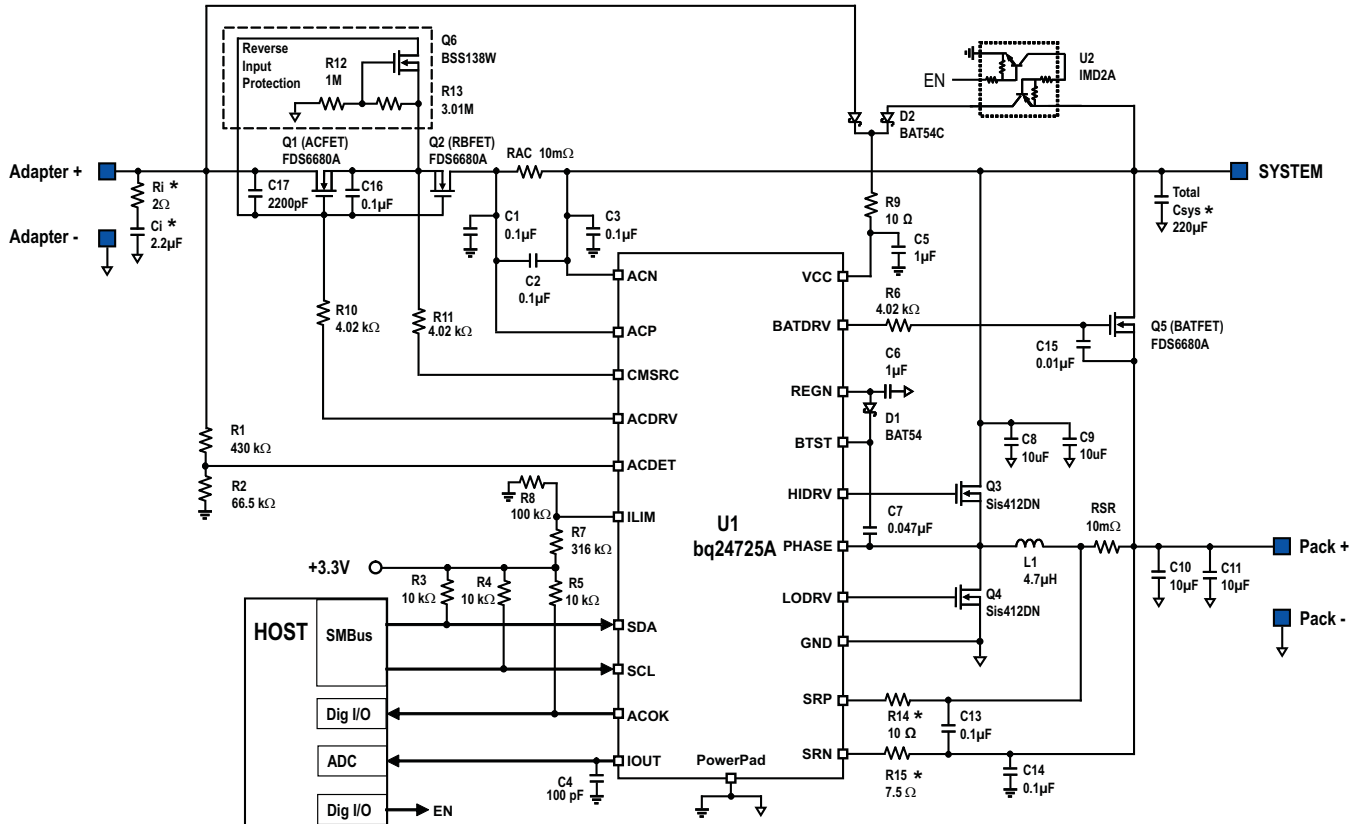 Reverse
Input
Protection
R12
1M
Q6
BSS138W
R13
3.01M
U2
IMD2A
EN
D2
BAT54C
Q1 (ACFET)
FDS6680A
Q2 (RBFET)
FDS6680A
RAC 10mΩ
Adapter +
SYSTEM
Ri *
2Ω
Ci *
2.2µF
C17
2200pF
C16
0.1µF
C1
0.1µF
C3
0.1µF
R9
10 Ω
Total
Csys *
220µF
Adapter -
C2
0.1µF
C5
1µF
ACN
VCC
R10
4.02 kΩ
R11
4.02 kΩ
R6
4.02 kΩ
ACP
BATDRV
Q5 (BATFET)
FDS6680A
C15
0.01µF
CMSRC
C6
1µF
REGN
ACDRV
D1
BAT54
R1
430 kΩ
BTST
C8
10uF
C9
10uF
ACDET
R2
66.5 kΩ
R8
100 kΩ
HIDRV
Q3
Sis412DN
ILIM
C7
0.047µF
RSR
10mΩ
R7
316 kΩ
U1
bq24725A
PHASE
Pack +
L1
4.7µH
C10
10µF
C11
10µF
+3.3V
R3
10 kΩ
R4
10 kΩ
R5
10 kΩ
LODRV
Q4
Sis412DN
HOST
SMBus
SDA
GND
Pack -
SCL
SRP
R14 *
10 Ω
C13
0.1µF
Dig I/O
ACOK
ADC
IOUT
PowerPad
SRN
R15 *
7.5 Ω
C14
0.1µF
C4
100 pF
Dig I/O
EN